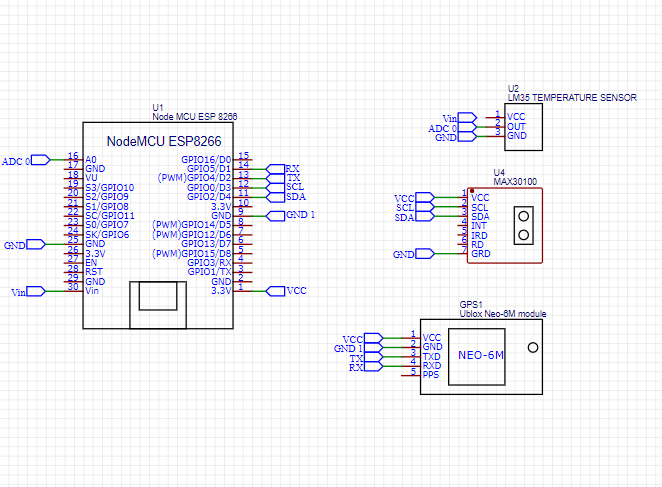 U1
Node MCU ESP 8266
NodeMCU ESP8266
ADC 0 16 A0 GPIO16/D0 15
17 GND GPIO5/D1 14 RX
18 VU (PWM)GPIO4/D2 13 TX
19 S3/GPIO10 GPIO0/D3 12 SCL
20 S2/GPIO9 GPIO2/D4 11 SDA
21 S1/GPIO8 3.3V 10
22 SC/GPIO11 GND 9 GND 1
23 S0/GPIO7 (PWM)GPIO14/D5 8
24 SK/GPIO6 (PWM)GPIO12/D6 7
GND 25 GND GPIO13/D7 6
26 3.3V (PWM)GPIO15/D8 5
27 EN GPIO3/RX 4
28 RST GPIO1/TX 3
29 GND GND 2
Vin 30 Vin 3.3V 1 VCC
U2
LM35 TEMPERATURE SENSOR
Vin 1 VCC
ADC 0 2 OUT
GND 3 GND
U4
MAX30100
VCC 1 VCC
SCL 2 SCL
SDA 3 SDA
4 INT
5 IRD
6 RD
GND 7 GRD
GPS1
Ublox Neo-6M module
VCC 1 VCC
GND 1 2 GND
TX 3 TXD
RX 4 RXD
5 PPS
NEO-6M